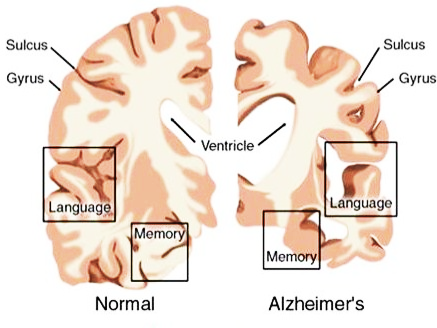 Sulcus
Gyrus
Sulcus
Gyrus
Ventricle
Language
Language
Memory
Memory
Normal
Alzheimer's